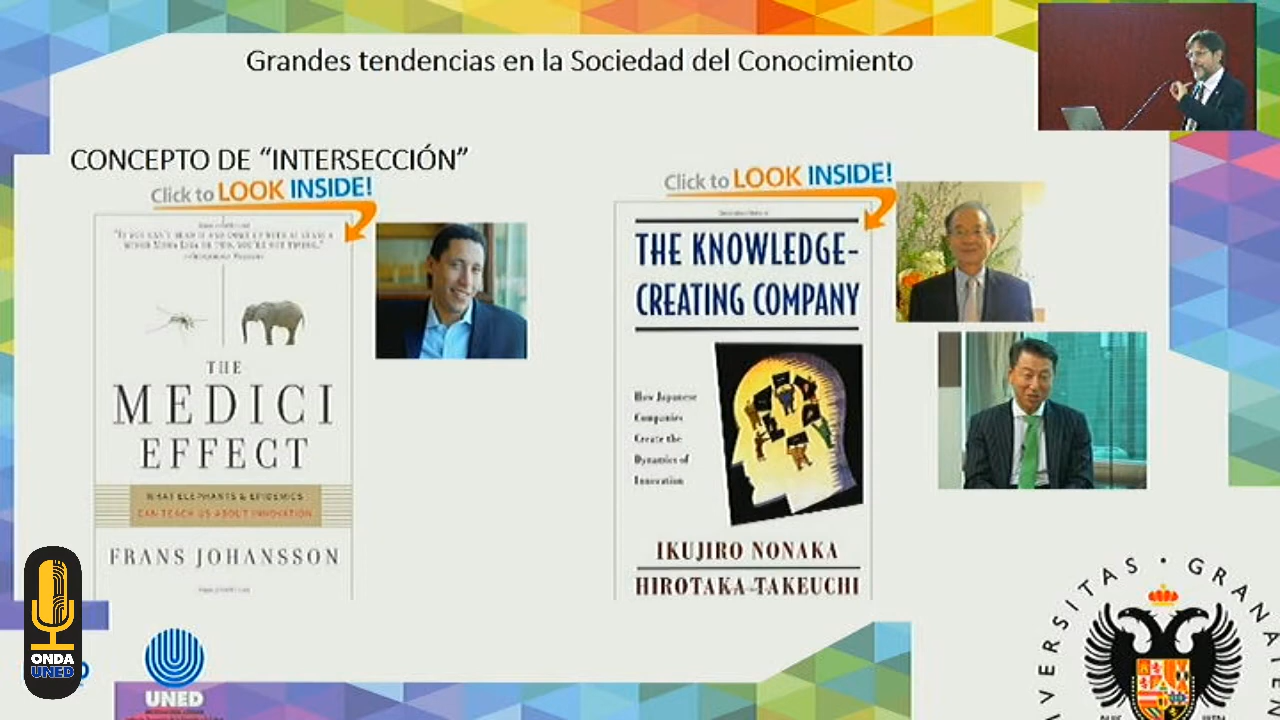 Grandes tendencias en la Sociedad del Conocimiento
CONCEPTO DE “INTERSECCIÓN”
Click to LOOK INSIDE!
THE
MEDICI
EFFECT
WHAT ELEPHANTS & EPIDEMICS
CAN TEACH US ABOUT INNOVATION
FRANS JOHANSSON
Click to LOOK INSIDE!
THE KNOWLEDGE-
CREATING COMPANY
How Japanese
Companies
Create the
Dynamics of
Innovation
IKUJIRO NONAKA
HIROTAKA TAKEUCHI
ONDA
UNED
UNED
VERSITAS · GRANATEN